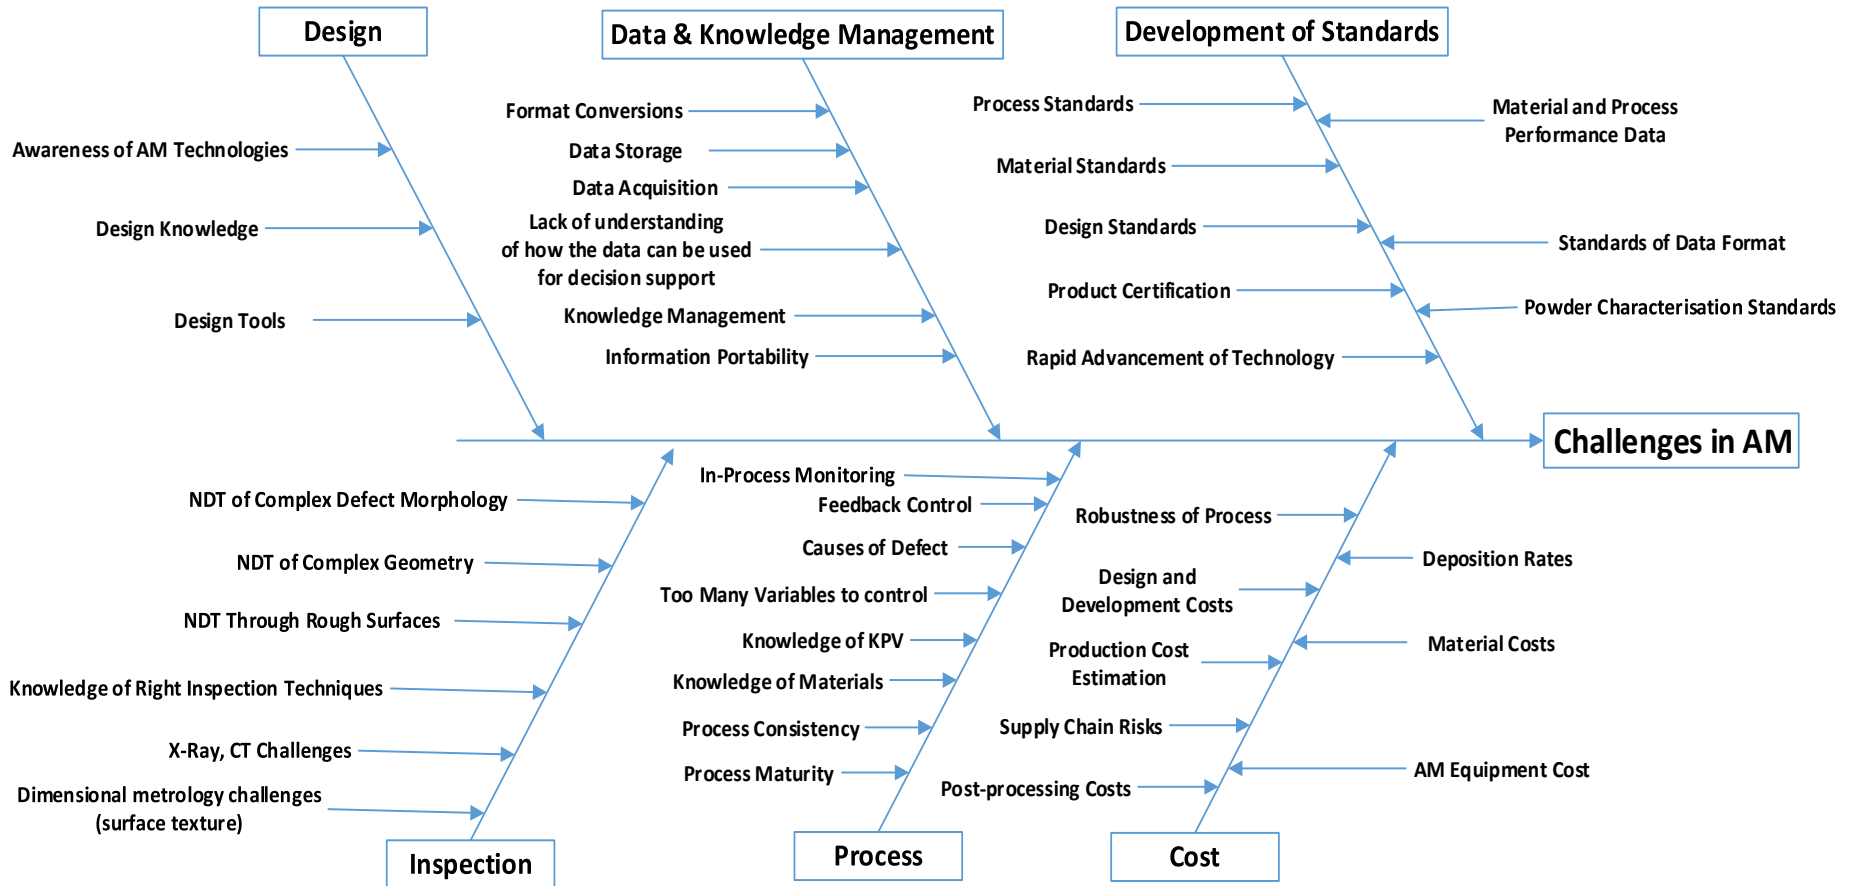 Design
Data & Knowledge Management
Development of Standards
Awareness of AM Technologies
Design Knowledge
Design Tools
Format Conversions
Data Storage
Data Acquisition
Lack of understanding
of how the data can be used
for decision support
Knowledge Management
Information Portability
Process Standards
Material Standards
Design Standards
Product Certification
Rapid Advancement of Technology
Material and Process
Performance Data
Standards of Data Format
Powder Characterisation Standards
Challenges in AM
NDT of Complex Defect Morphology
NDT of Complex Geometry
NDT Through Rough Surfaces
Knowledge of Right Inspection Techniques
X-Ray, CT Challenges
Dimensional metrology challenges
(surface texture)
Inspection
In-Process Monitoring
Feedback Control
Causes of Defect
Too Many Variables to control
Knowledge of KPV
Knowledge of Materials
Process Consistency
Process Maturity
Process
Robustness of Process
Design and
Development Costs
Production Cost
Estimation
Supply Chain Risks
Post-processing Costs
Deposition Rates
Material Costs
AM Equipment Cost
Cost